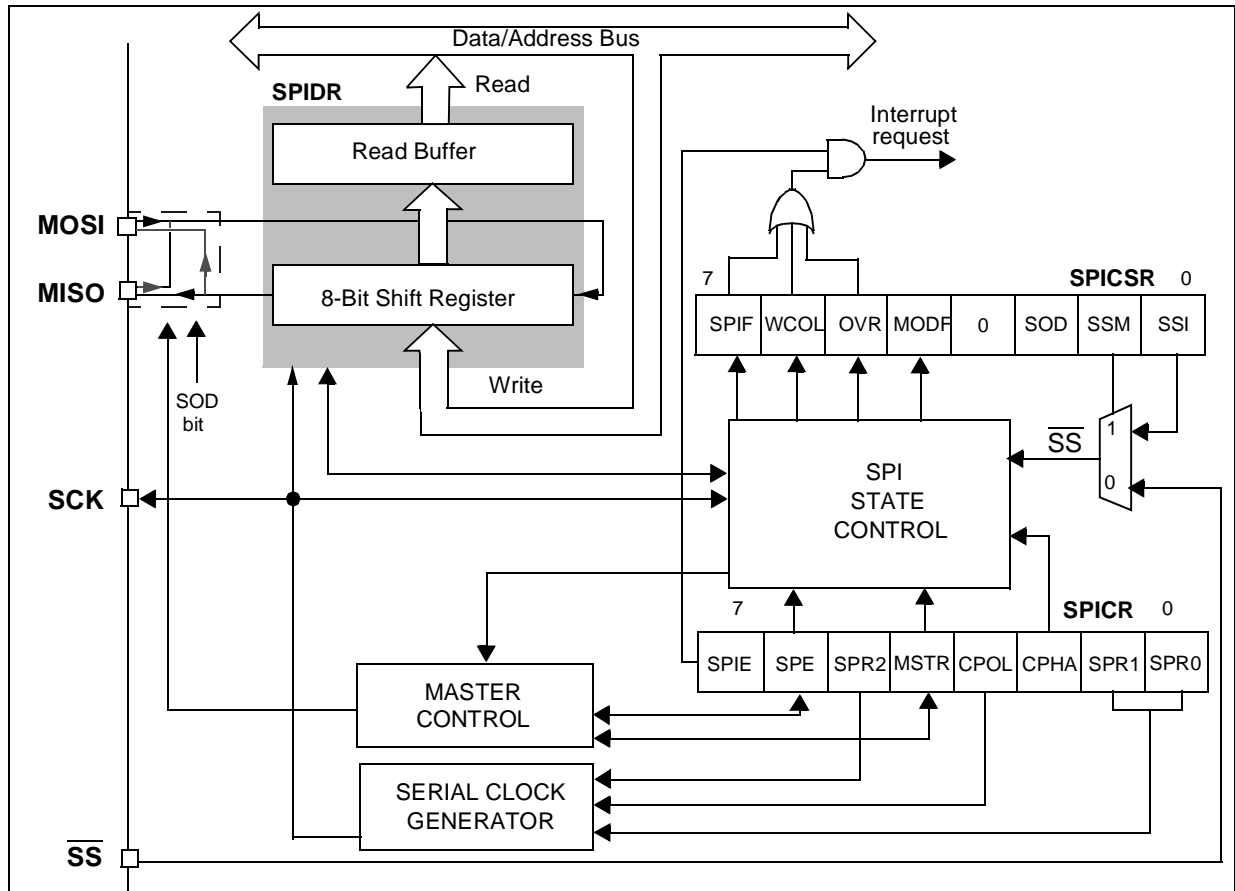 Data/Address Bus
SPIDR
Read
Read Buffer
Interrupt
request
MOSI
MISO
8-Bit Shift Register
7
SPICSR
0
SPIF
WCOL
OVR
MODF
0
SOD
SSM
SSI
Write
SOD
bit
SS
1
0
SPI
STATE
CONTROL
SCK
7
SPICR
0
SPIE
SPE
SPR2
MSTR
CPOL
CPHA
SPR1
SPR0
MASTER
CONTROL
SERIAL CLOCK
GENERATOR
SS